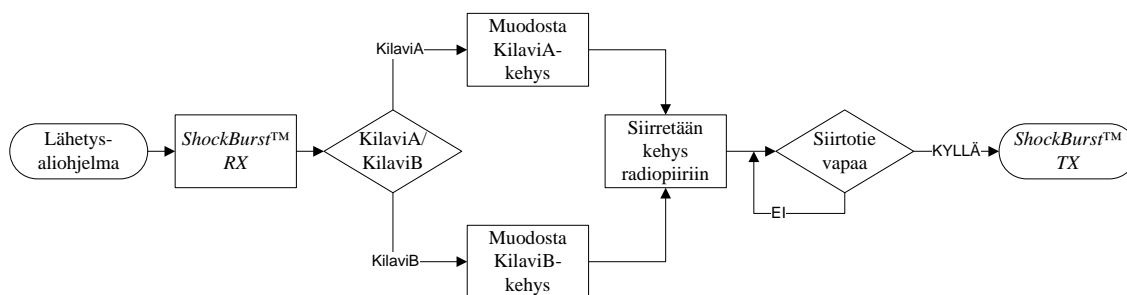 Lähetys-
aliohjelma
ShockBurst™
RX
KilaviA/
KilaviB
KilaviA
Muodosta
KilaviA-
kehys
KilaviB
Muodosta
KilaviB-
kehys
Siirretään
kehys
radiopiiriin
Siirtotie
vapaa
EI
KYLLÄ
ShockBurst™
TX